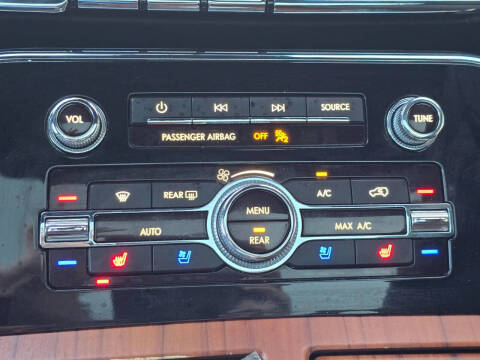 VOL
SOURCE
TUNE
PASSENGER AIRBAG OFF
REAR
MENU
A/C
AUTO
REAR
MAX A/C